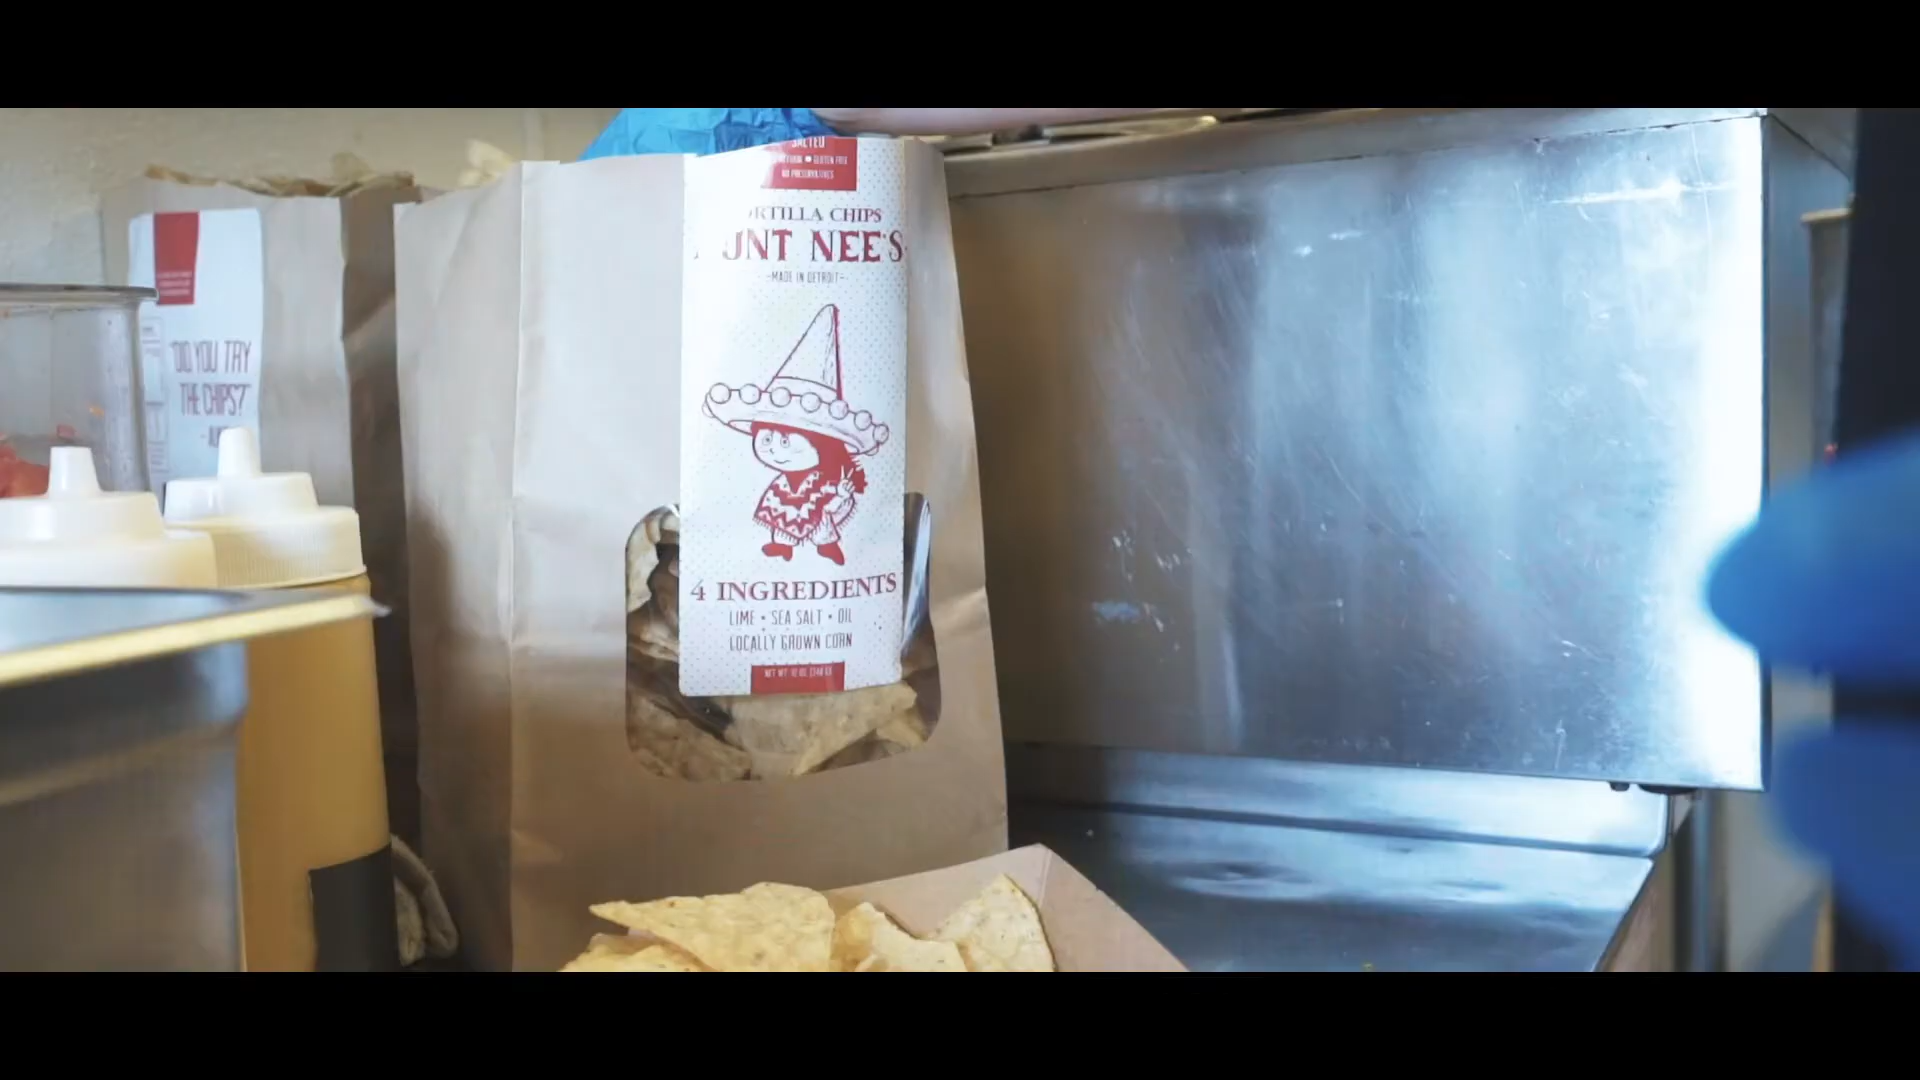 SALTED
GLUTEN FREE
NO PRESERVATIVES
RTILLA CHIPS
UNT NEE'S
-MADE IN DETROIT-
4 INGREDIENTS
LIME • SEA SALT • OIL
LOCALLY GROWN CORN
"DID YOU TRY
THE CHIPS?"